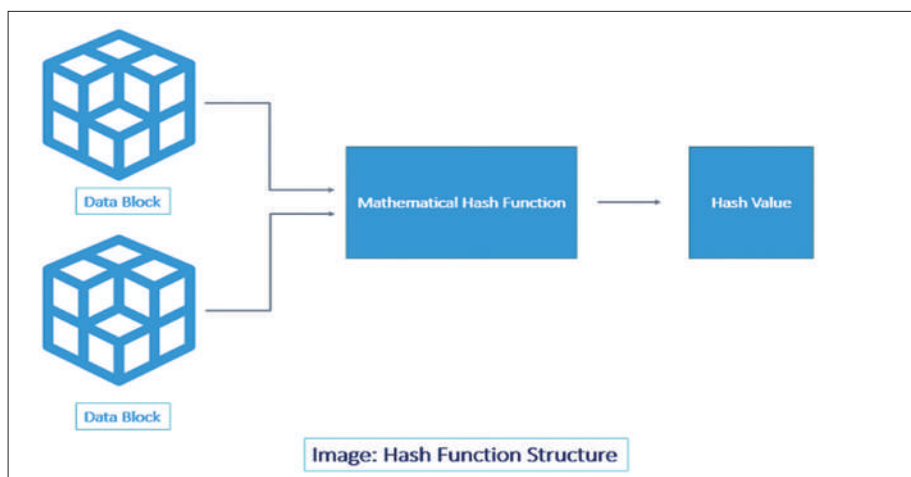 Data Block
Mathematical Hash Function
Hash Value
Data Block
Image: Hash Function Structure